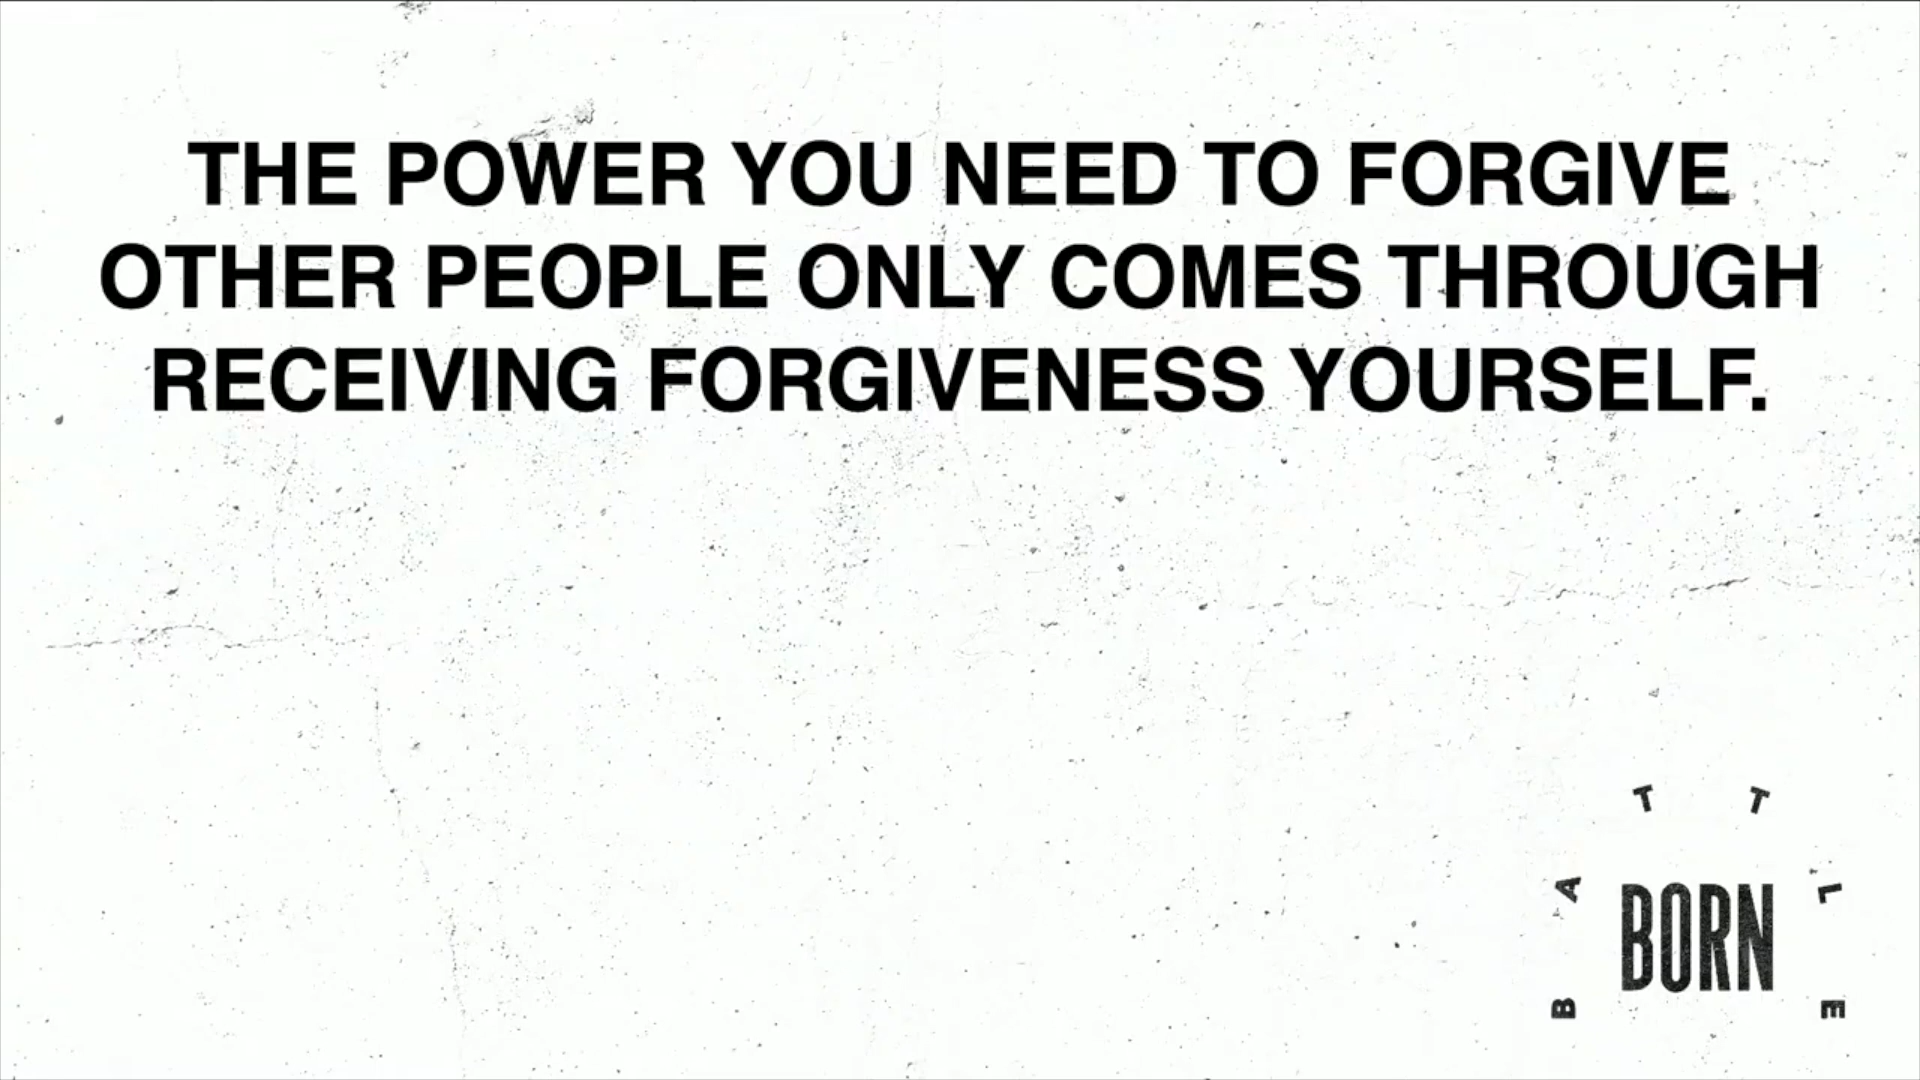 THE POWER YOU NEED TO FORGIVE
OTHER PEOPLE ONLY COMES THROUGH
RECEIVING FORGIVENESS YOURSELF.
BATTLE
BORN